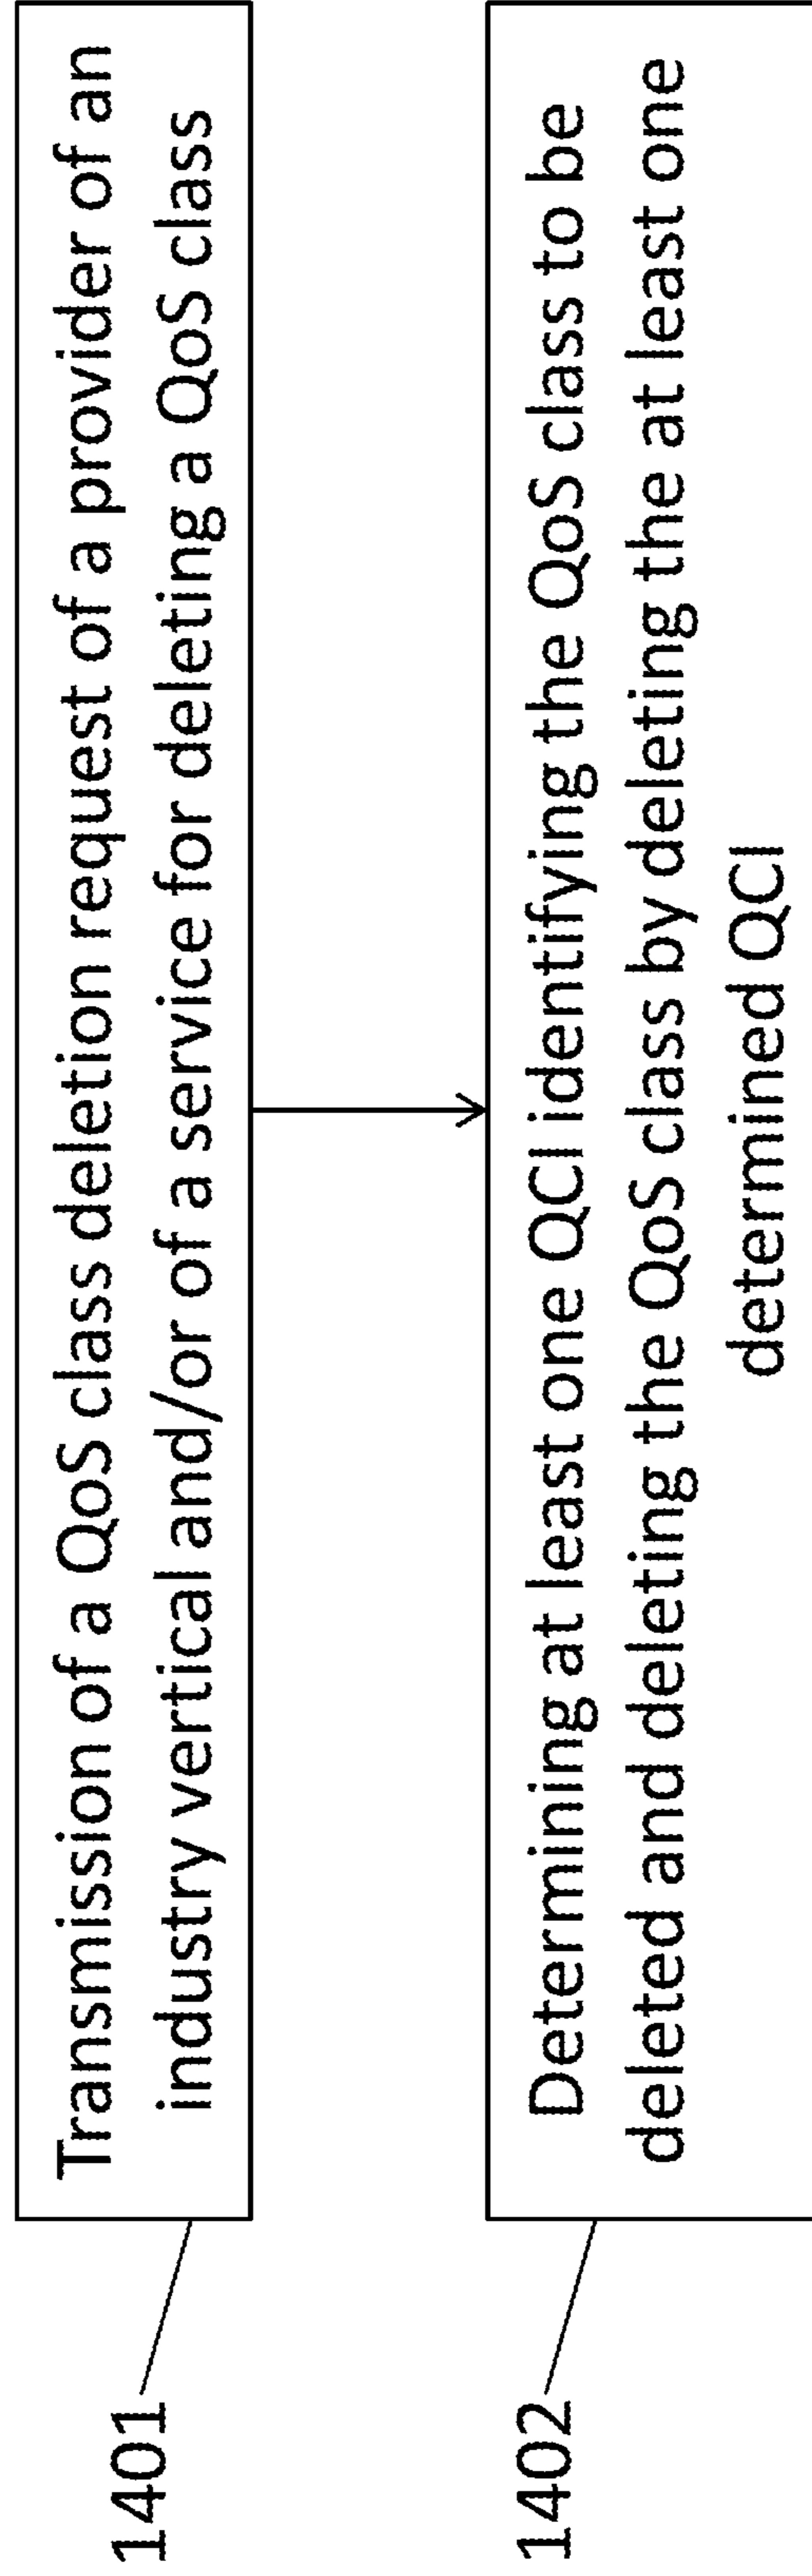 1401
Transmission of a QoS class deletion request of a provider of an
industry vertical and/or of a service for deleting a QoS class
1402
Determining at least one QCI identifying the QoS class to be
deleted and deleting the QoS class by deleting the at least one
determined QCI